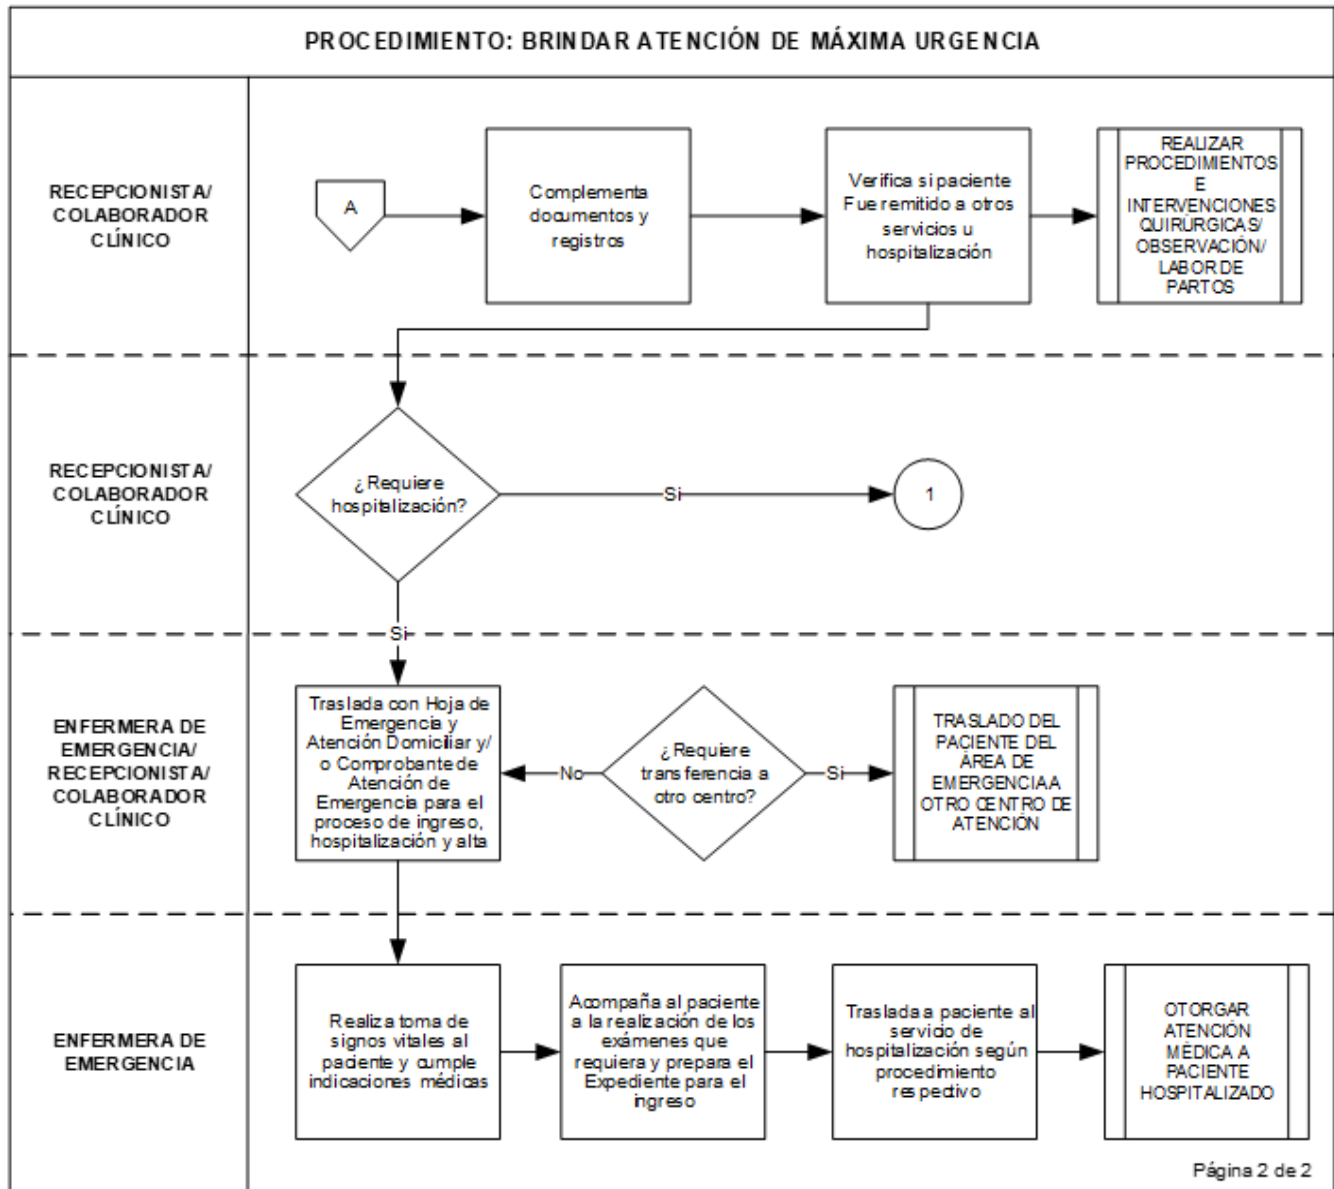 PROCEDIMIENTO: BRINDAR ATENCIÓN DE MÁXIMA URGENCIA
RECEPCIONISTA/
COLABORADOR
CLÍNICO
A
Complementa
documentos y
registros
Verifica si paciente
Fue remitido a otros
servicios u
hospitalización
REALIZAR
PROCEDIMIENTOS
E
INTERVENCIONES
QUIRÚRGICAS/
OBSERVACIÓN/
LABOR DE
PARTOS
RECEPCIONISTA/
COLABORADOR
CLÍNICO
¿Requiere
hospitalización?
Si
1
Si
ENFERMERA DE
EMERGENCIA/
RECEPCIONISTA/
COLABORADOR
CLÍNICO
Traslada con Hoja de
Emergencia y
Atención Domiciliar y/
o Comprobante de
Atención de
Emergencia para el
proceso de ingreso,
hospitalización y alta
No
¿Requiere
transferencia a
otro centro?
Si
TRASLADO DEL
PACIENTE DEL
ÁREA DE
EMERGENCIA A
OTRO CENTRO DE
ATENCIÓN
ENFERMERA DE
EMERGENCIA
Realiza toma de
signos vitales al
paciente y cumple
indicaciones médicas
Acompaña al paciente
a la realización de los
exámenes que
requiera y prepara el
Expediente para el
ingreso
Traslada a paciente al
servicio de
hospitalización según
procedimiento
respectivo
OTORGAR
ATENCIÓN
MÉDICA A
PACIENTE
HOSPITALIZADO
Página 2 de 2